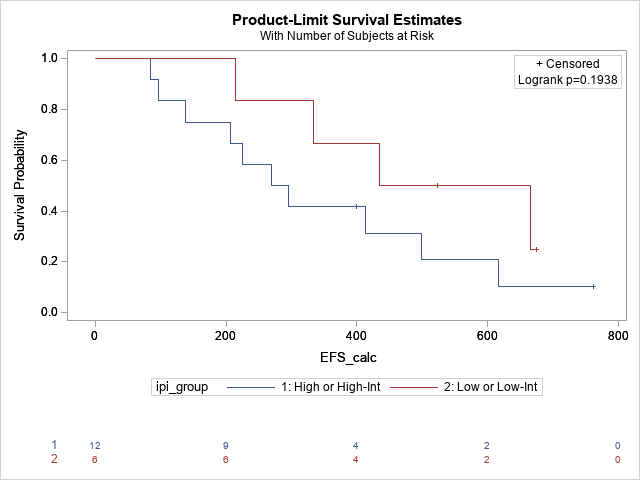 Product-Limit Survival Estimates
With Number of Subjects at Risk
+ Censored
Logrank p=0.1938
1.0
0.8
0.6
0.4
0.2
0.0
Survival Probability
0 200 400 600 800
EFS_calc
ipi_group 1: High or High-Int 2: Low or Low-Int
1 12 9 4 2 0
2 6 6 4 2 0